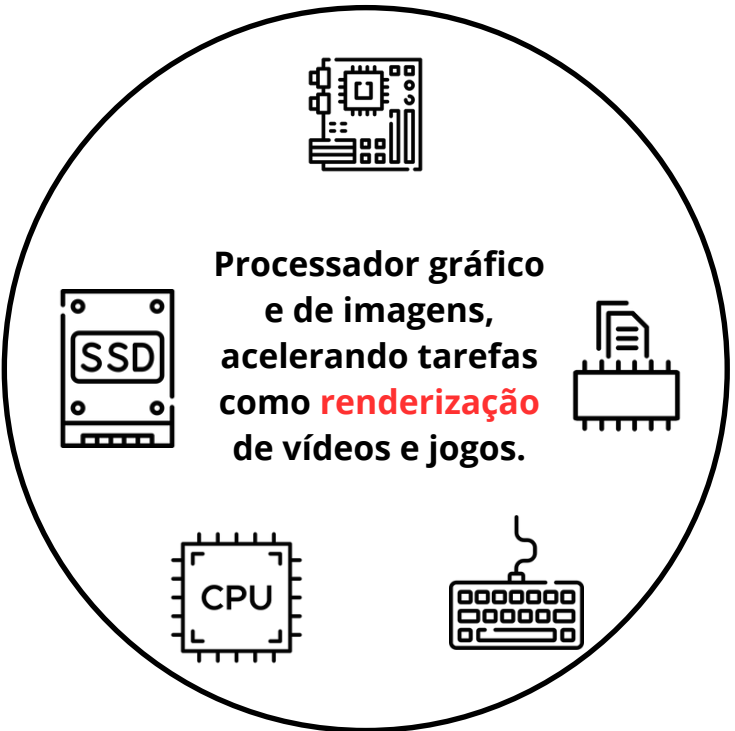 Processador gráfico
e de imagens,
SSD
acelerando tarefas
como renderização
de vídeos e jogos.
CPU